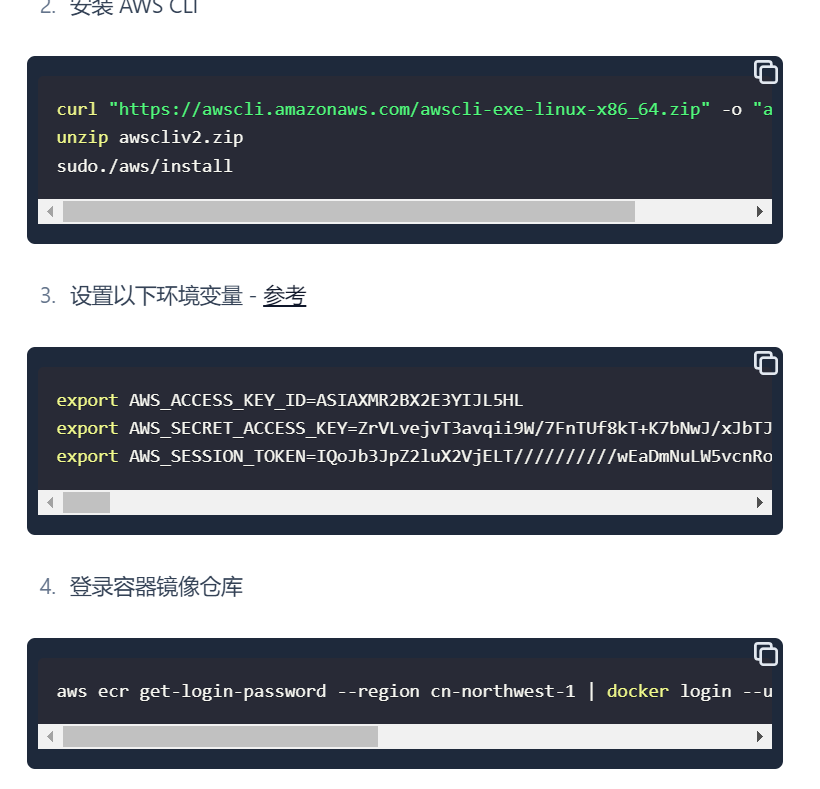 2. 安装 AWS CLI
curl "https://awscli.amazonaws.com/awscli-exe-linux-x86_64.zip" -o "a
unzip awscliv2.zip
sudo./aws/install
3. 设置以下环境变量 - 参考
export AWS_ACCESS_KEY_ID=ASIAXMR2BX2E3YIJL5HL
export AWS_SECRET_ACCESS_KEY=ZrVLvejvT3avqii9W/7FnTUf8kT+K7bNwJ/xJbTJ
export AWS_SESSION_TOKEN=IQoJb3JpZ2luX2VjELT//////////wEaDmNuLW5vcnRo
4. 登录容器镜像仓库
aws ecr get-login-password --region cn-northwest-1 | docker login --u